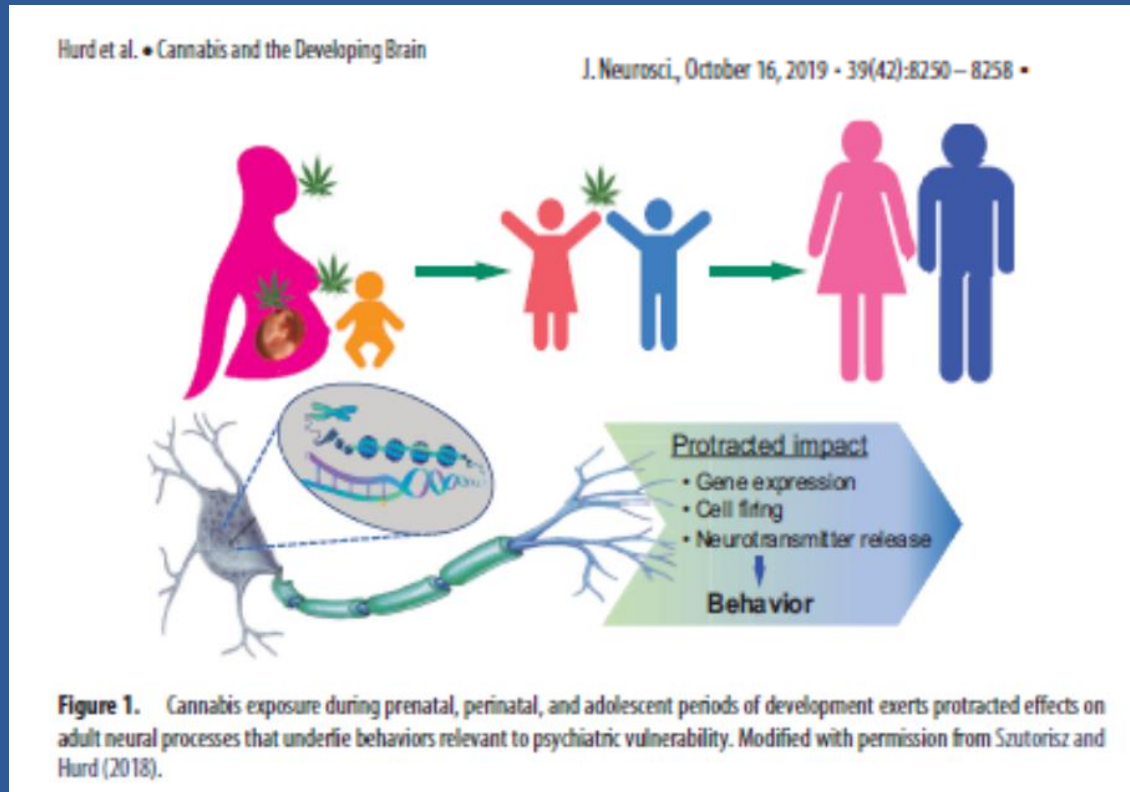 Hurd et al. • Cannabis and the Developing Brain
J. Neurosci., October 16, 2019 • 39(42):8250 – 8258 •
Protracted impact
• Gene expression
• Cell firing
• Neurotransmitter release
Behavior
Figure 1. Cannabis exposure during prenatal, perinatal, and adolescent periods of development exerts protracted effects on
adult neural processes that underlie behaviors relevant to psychiatric vulnerability. Modified with permission from Szutorisz and
Hurd (2018).